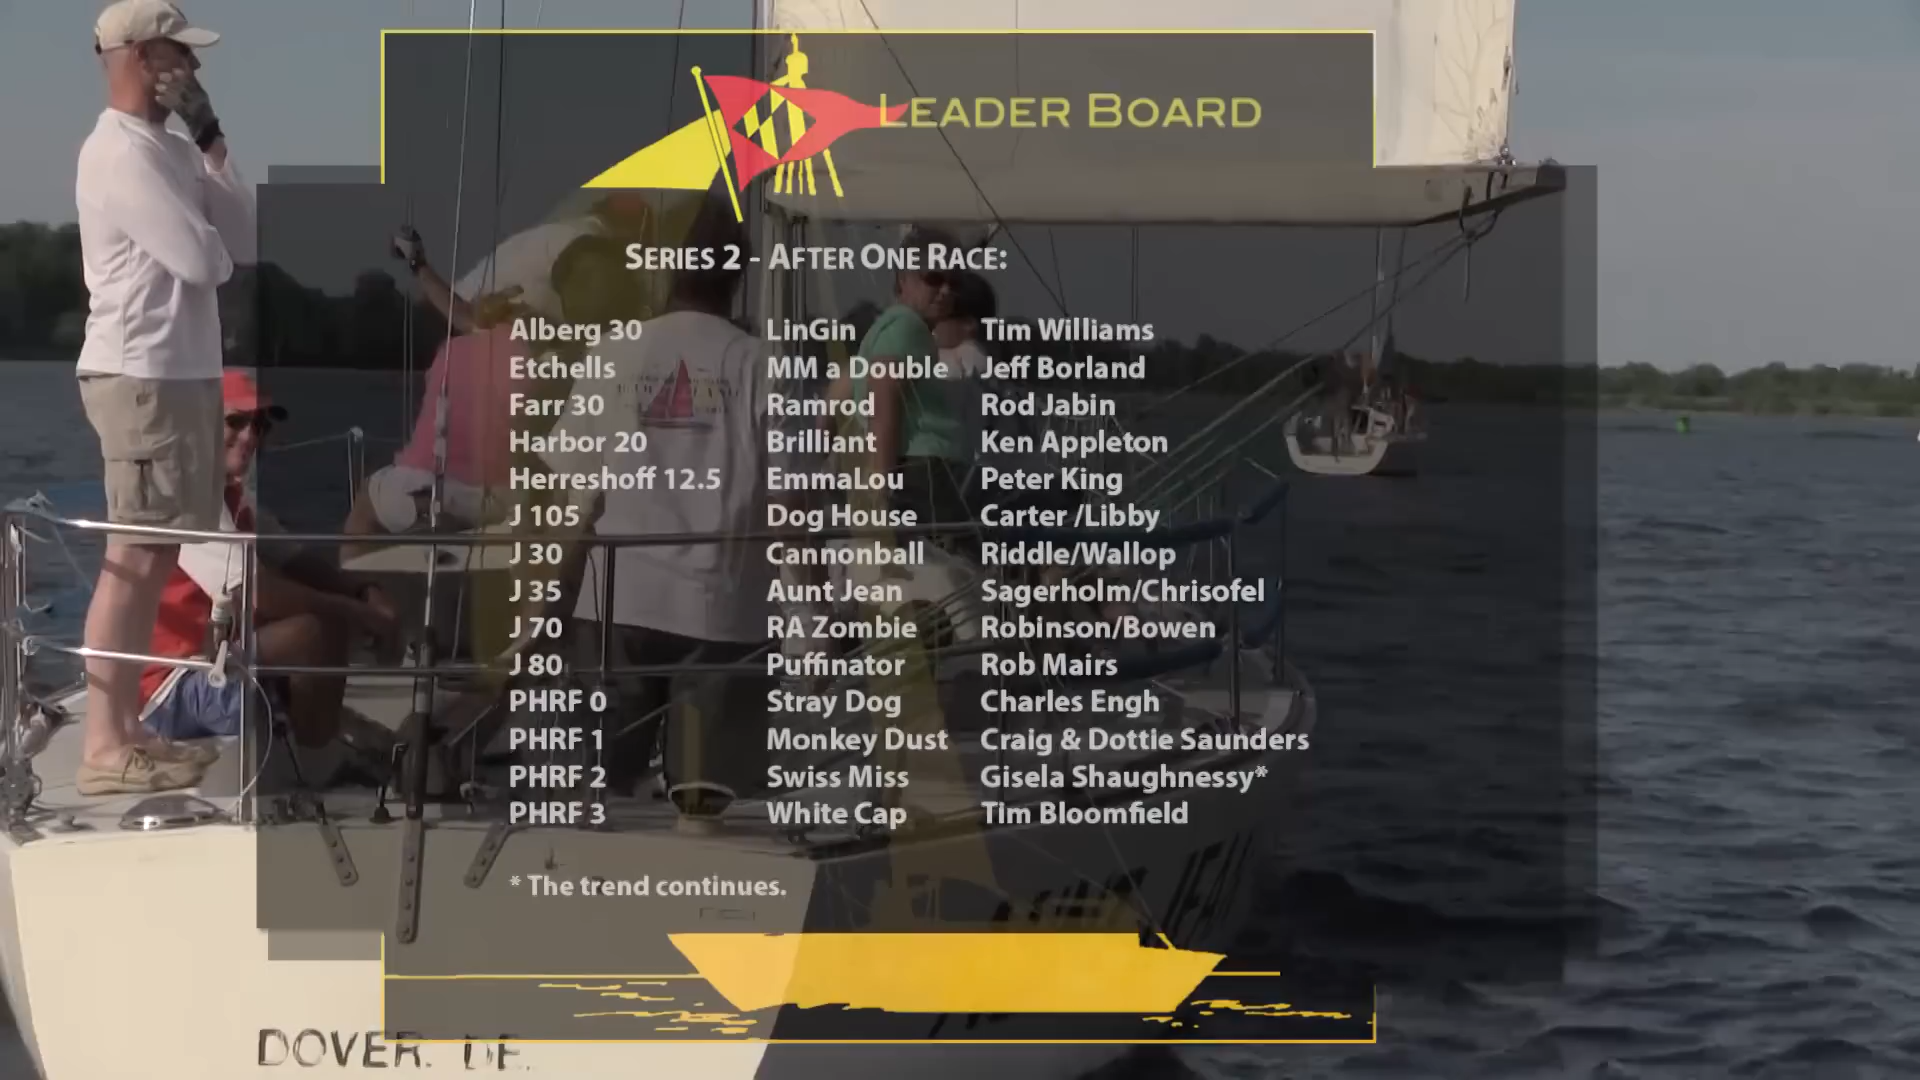 LEADER BOARD
SERIES 2 - AFTER ONE RACE:
Alberg 30 LinGin Tim Williams
Etchells MM a Double Jeff Borland
Farr 30 Ramrod Rod Jabin
Harbor 20 Brilliant Ken Appleton
Herreshoff 12.5 EmmaLou Peter King
J 105 Dog House Carter /Libby
J 30 Cannonball Riddle/Wallop
J 35 Aunt Jean Sagerholm/Chrisofel
J 70 RA Zombie Robinson/Bowen
J 80 Puffinator Rob Mairs
PHRF 0 Stray Dog Charles Engh
PHRF 1 Monkey Dust Craig & Dottie Saunders
PHRF 2 Swiss Miss Gisela Shaughnessy*
PHRF 3 White Cap Tim Bloomfield
* The trend continues.
DOVER. DE.